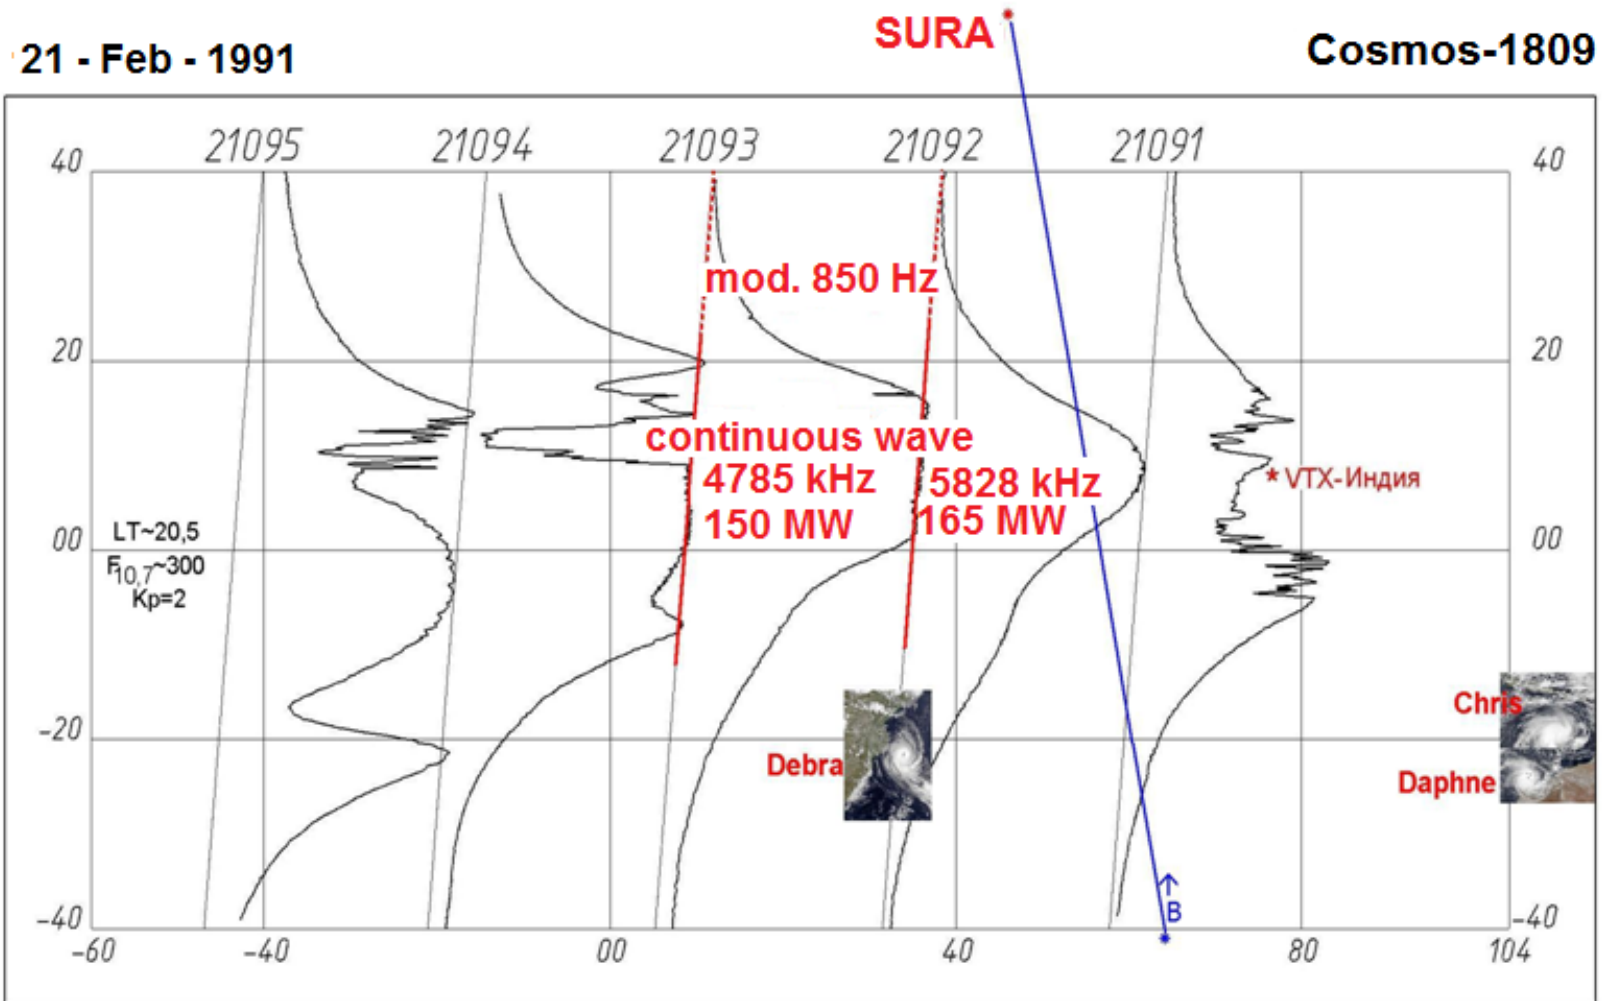 SURA
21 - Feb - 1991
Cosmos-1809
21095 21094 21093 21092 21091
40 40
mod. 850 Hz
20 20
continuous wave
4785 kHz 5828 kHz
150 MW 165 MW
VTX-Индия
LT~20,5
00 00
F10,7~300
Kp=2
Chris
-20
Debra
Daphne
B
-40 -40
-60 -40 00 40 80 104